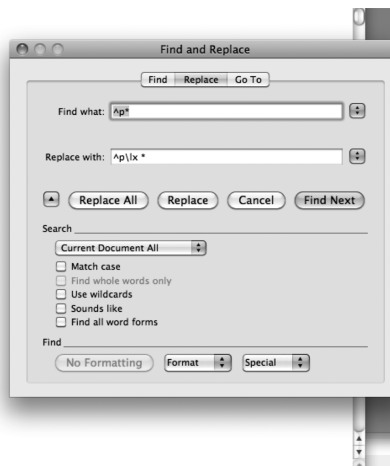 Find and Replace
Find Replace Go To
Find what: ^p*
Replace with: ^p\lx *
Replace All Replace Cancel Find Next
Search
Current Document All
Match case
Find whole words only
Use wildcards
Sounds like
Find all word forms
Find
No Formatting Format Special